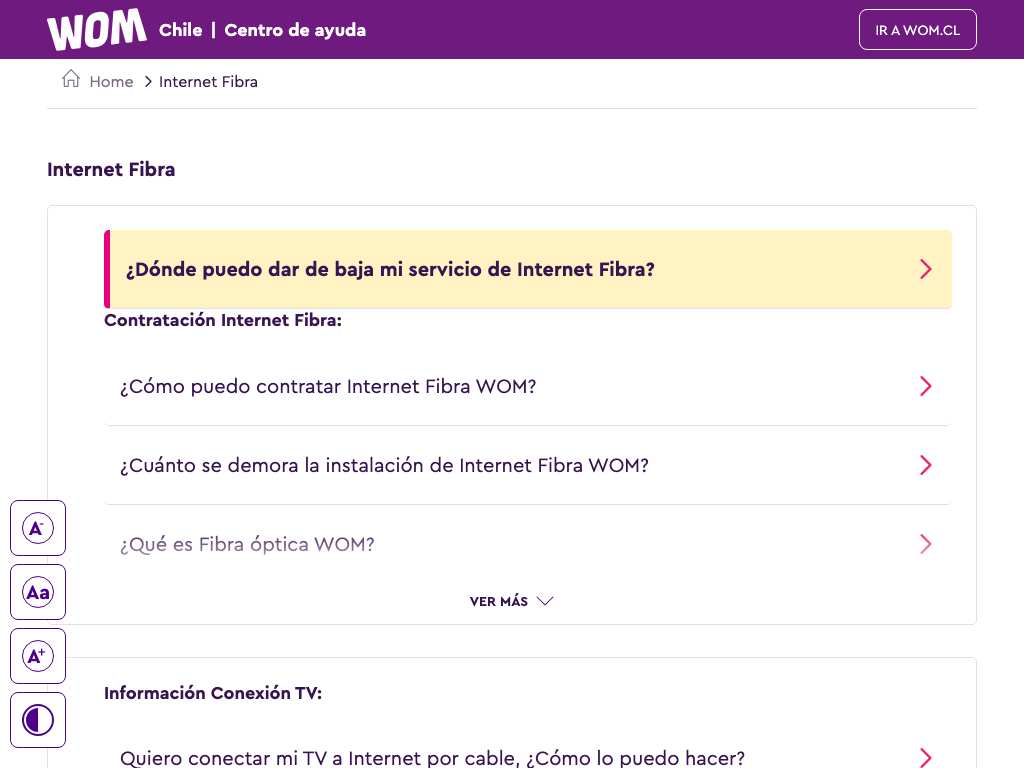 WOM Chile | Centro de ayuda
IR A WOM.CL
Home > Internet Fibra
Internet Fibra
¿Dónde puedo dar de baja mi servicio de Internet Fibra?
Contratación Internet Fibra:
¿Cómo puedo contratar Internet Fibra WOM?
¿Cuánto se demora la instalación de Internet Fibra WOM?
¿Qué es Fibra óptica WOM?
VER MÁS
A-
Aa
A+
Información Conexión TV:
Quiero conectar mi TV a Internet por cable, ¿Cómo lo puedo hacer?